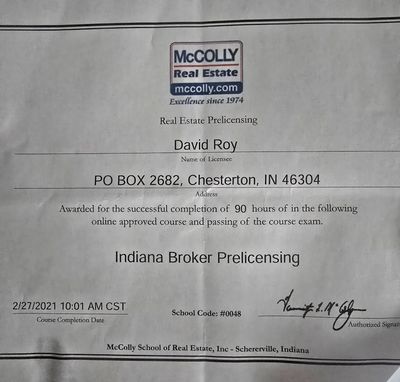 McCOLLY
Real Estate
mccolly.com
Excellence since 1974
Real Estate Prelicensing
David Roy
Name of Licensee
PO BOX 2682, Chesterton, IN 46304
Address
Awarded for the successful completion of 90 hours of in the following
online approved course and passing of the course exam.
Indiana Broker Prelicensing
2/27/2021 10:01 AM CST
Course Completion Date
School Code: #0048
Authorized Signat
McColly School of Real Estate, Inc - Schererville, Indiana